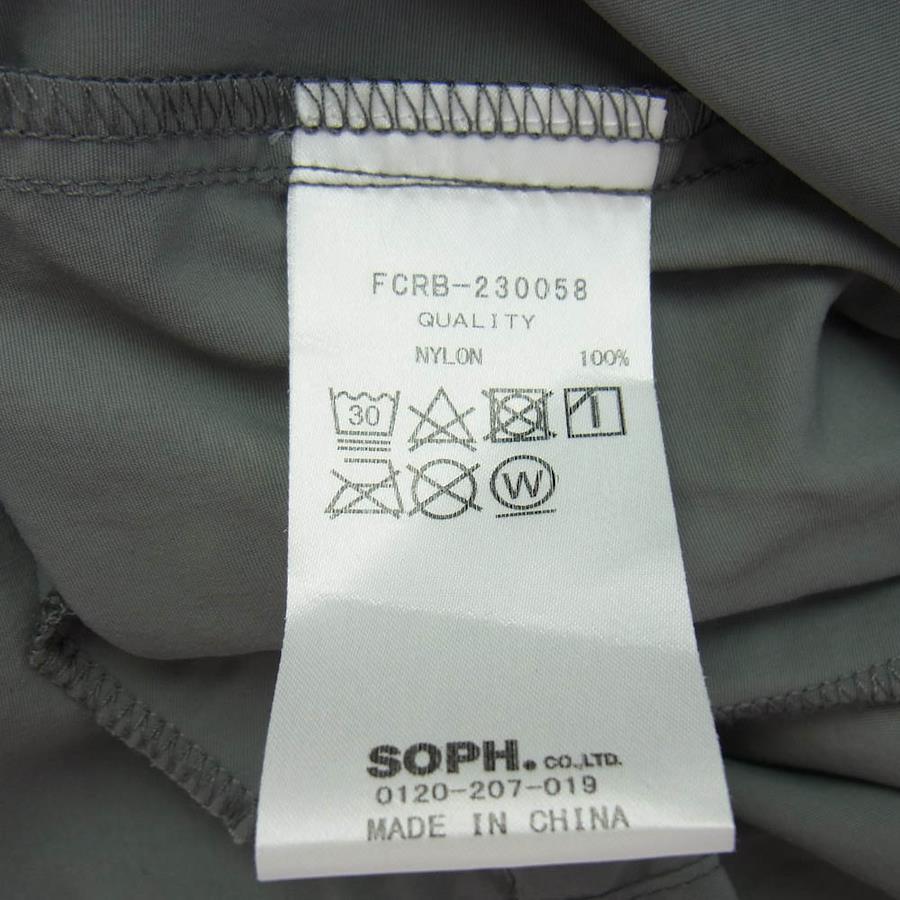 FCRB-230058
QUALITY
NYLON 100%
30
W
SOPH. CO.,LTD.
0120-207-019
MADE IN CHINA